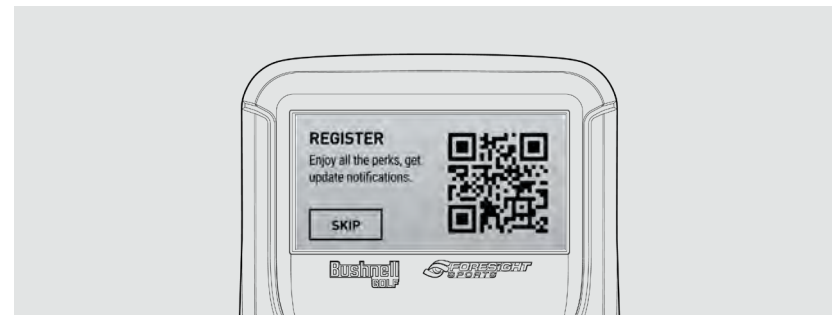 REGISTER
Enjoy all the perks, get
update notifications.
SKIP
Bushnell
GOLF
FORESIGHT
SPORTS